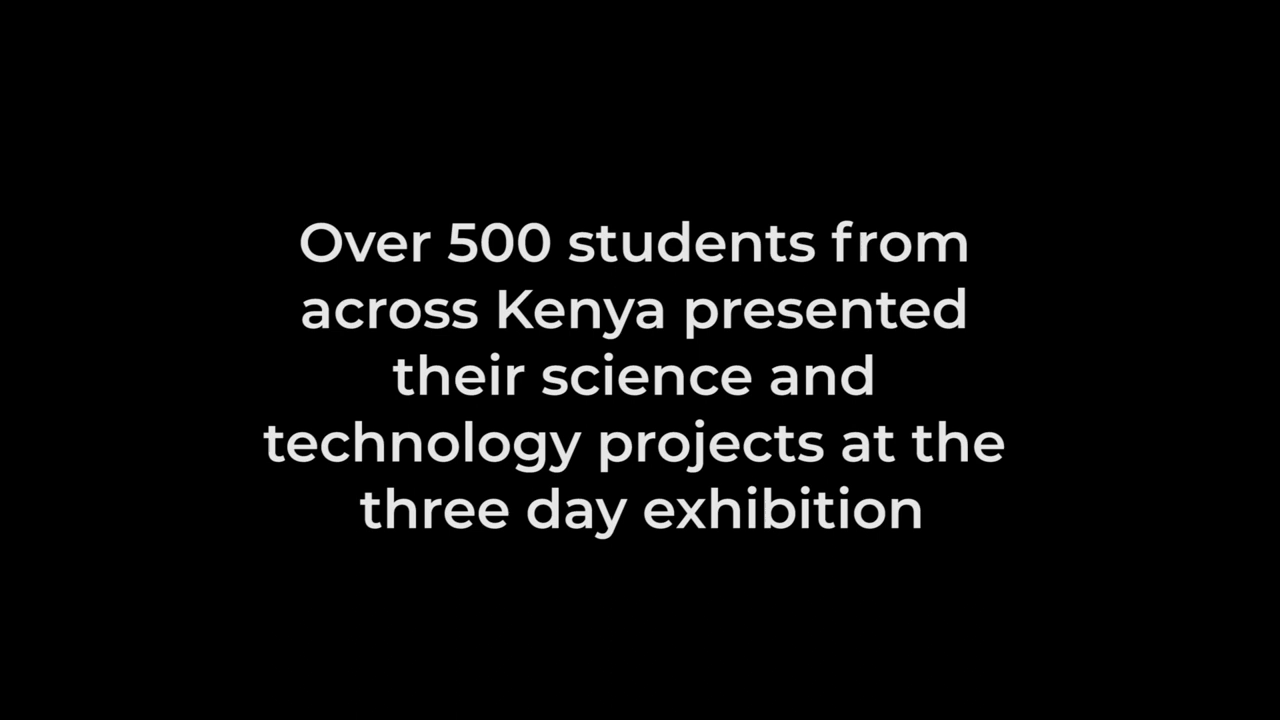 Over 500 students from
across Kenya presented
their science and
technology projects at the
three day exhibition